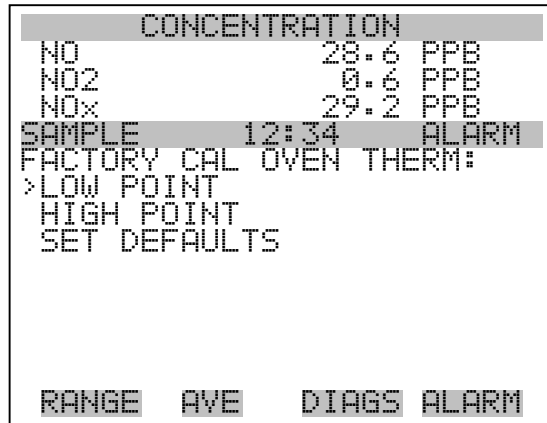 CONCENTRATION
NO 28.6 PPB
NO2 0.6 PPB
NOx 29.2 PPB
SAMPLE 12:34 ALARM
FACTORY CAL OVEN THERM:
>LOW POINT
HIGH POINT
SET DEFAULTS
RANGE AVE DIAGS ALARM